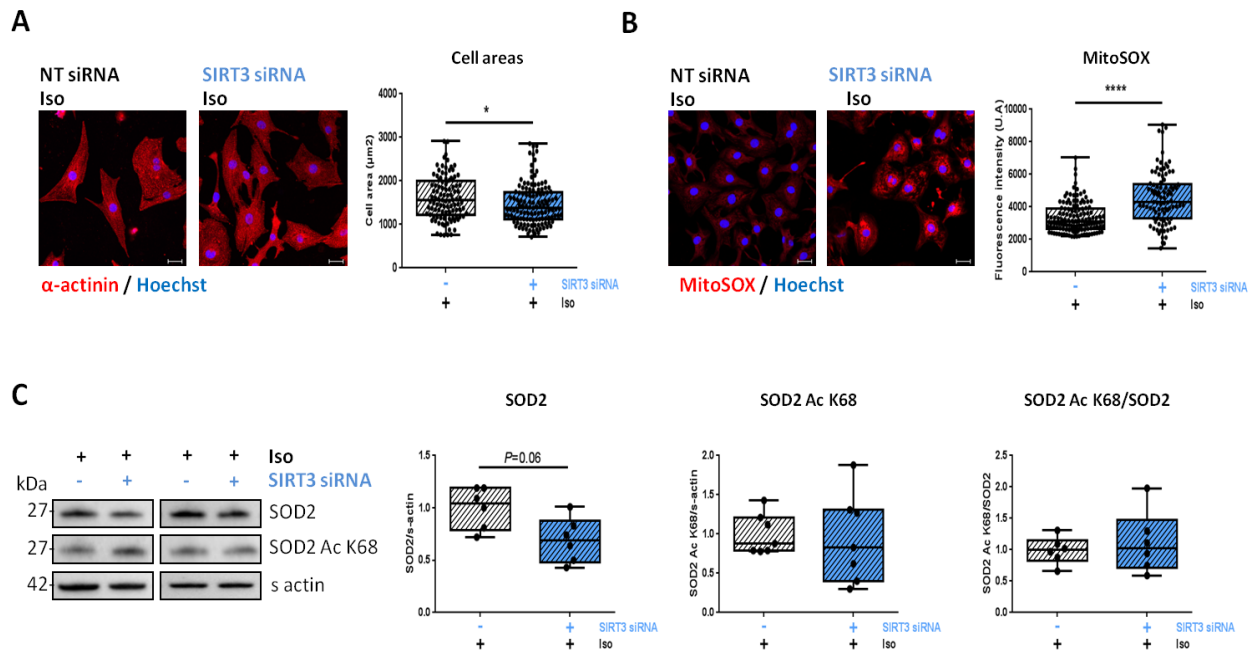 A
NT siRNA
Iso
SIRT3 siRNA
Iso
α-actinin / Hoechst
Cell areas
Cell area (µm2)
4000
3000
2000
1000
0
*
- + SIRT3 siRNA
+ + Iso
B
NT siRNA
Iso
SIRT3 siRNA
Iso
MitoSOX / Hoechst
MitoSOX
Fluorescence intensity (U.A)
10000
8000
6000
4000
2000
0
****
- + SIRT3 siRNA
+ + Iso
C
+ + + + Iso
- + - + SIRT3 siRNA
kDa
27 SOD2
27 SOD2 Ac K68
42 s actin
SOD2
SOD2/s-actin
1.5
1.0
0.5
0.0
P=0.06
- + SIRT3 siRNA
+ + Iso
SOD2 Ac K68
SOD2 Ac K68/s-actin
2.0
1.5
1.0
0.5
0.0
- + SIRT3 siRNA
+ + Iso
SOD2 Ac K68/SOD2
SOD2 Ac K68/SOD2
2.5
2.0
1.5
1.0
0.5
0.0
- + SIRT3 siRNA
+ + Iso